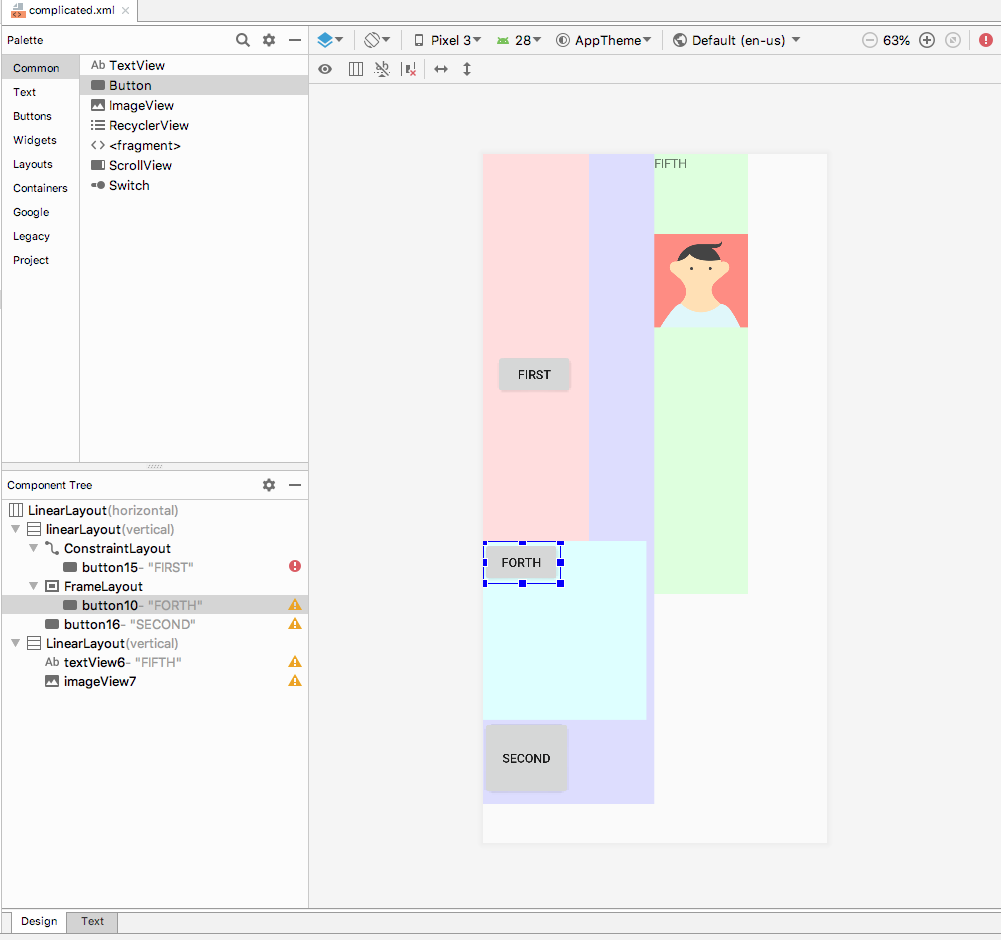 complicated.xml
Palette
Pixel 3
28
AppTheme
Default (en-us)
63%
Common
Text
Buttons
Widgets
Layouts
Containers
Google
Legacy
Project
Ab TextView
Button
ImageView
RecyclerView
<fragment>
ScrollView
Switch
Component Tree
LinearLayout(horizontal)
linearLayout(vertical)
ConstraintLayout
button15- "FIRST"
FrameLayout
button10- "FORTH"
button16- "SECOND"
LinearLayout(vertical)
Ab textView6- "FIFTH"
imageView7
FIFTH
FIRST
FORTH
SECOND
Design
Text